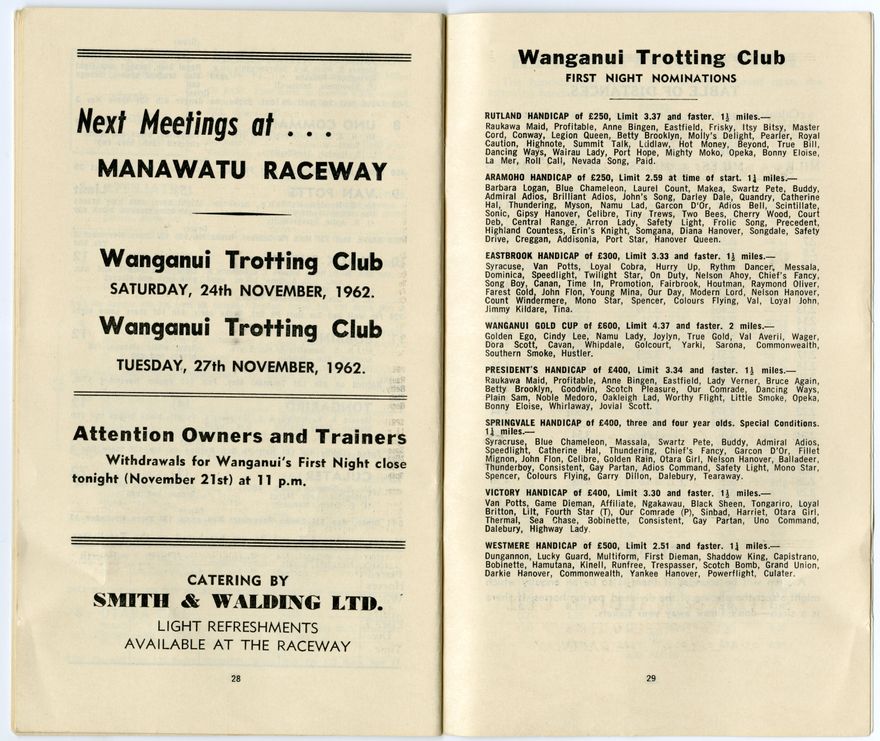 Next Meetings at . . .
MANAWATU RACEWAY
Wanganui Trotting Club
SATURDAY, 24th NOVEMBER, 1962.
Wanganui Trotting Club
TUESDAY, 27th NOVEMBER, 1962.
Attention Owners and Trainers
Withdrawals for Wanganui's First Night close
tonight (November 21st) at 11 p.m.
CATERING BY
SMITH & WALDING LTD.
LIGHT REFRESHMENTS
AVAILABLE AT THE RACEWAY
28
Wanganui Trotting Club
FIRST NIGHT NOMINATIONS
RUTLAND HANDICAP of £250, Limit 3.37 and faster. 1½ miles.—
Raukawa Maid, Profitable, Anne Bingen, Eastfield, Frisky, Itsy Bitsy, Master
Cord, Conway, Legion Queen, Betty Brooklyn, Molly's Delight, Pearler, Royal
Caution, Highnote, Summit Talk, Lidlaw, Hot Money, Beyond, True Bill,
Dancing Ways, Wairau Lady, Port Hope, Mighty Moko, Opeka, Bonny Eloise,
La Mer, Roll Call, Nevada Song, Paid.
ARAMOHO HANDICAP of £250, Limit 2.59 at time of start. 1¼ miles.—
Barbara Logan, Blue Chameleon, Laurel Count, Makea, Swartz Pete, Buddy,
Admiral Adios, Brilliant Adios, John's Song, Darley Dale, Quandry, Catherine
Hal, Thundering, Myson, Namu Lad, Garcon D'Or, Adios Bell, Scintillate,
Sonic, Gipsy Hanover, Celibre, Tiny Trews, Two Bees, Cherry Wood, Court
Deb, Central Range, Arron Lady, Safety Light, Frolic Song, Precedent,
Highland Countess, Erin's Knight, Somgana, Diana Hanover, Songdale, Safety
Drive, Creggan, Addisonia, Port Star, Hanover Queen.
EASTBROOK HANDICAP of £300, Limit 3.33 and faster. 1½ miles.—
Syracuse, Van Potts, Loyal Cobra, Hurry Up, Rythm Dancer, Messala,
Dominica, Speedlight, Twilight Star, On Duty, Nelson Ahoy, Chief's Fancy,
Song Boy, Canan, Time In, Promotion, Fairbrook, Houtman, Raymond Oliver,
Farest Gold, John Flon, Young Mina, Our Day, Modern Lord, Nelson Hanover,
Count Windermere, Mono Star, Spencer, Colours Flying, Val, Loyal John,
Jimmy Kildare, Tina.
WANGANUI GOLD CUP of £600, Limit 4.37 and faster. 2 miles.—
Golden Ego, Cindy Lee, Namu Lady, Joylyn, True Gold, Val Averil, Wager,
Dora Scott, Cavan, Whipdale, Golcourt, Yarki, Sarona, Commonwealth,
Southern Smoke, Hustler.
PRESIDENT'S HANDICAP of £400, Limit 3.34 and faster. 1½ miles.—
Raukawa Maid, Profitable, Anne Bingen, Eastfield, Lady Verner, Bruce Again,
Betty Brooklyn, Goodwin, Scotch Pleasure, Our Comrade, Dancing Ways,
Plain Sam, Noble Medoro, Oakleigh Lad, Worthy Flight, Little Smoke, Opeka,
Bonny Eloise, Whirlaway, Jovial Scott.
SPRINGVALE HANDICAP of £400, three and four year olds. Special Conditions.
1½ miles.—
Syracruse, Blue Chameleon, Massala, Swartz Pete, Buddy, Admiral Adios,
Speedlight, Catherine Hal, Thundering, Chief's Fancy, Garcon D'Or, Fillet
Mignon, John Flon, Celibre, Golden Rain, Otara Girl, Nelson Hanover, Balladeer,
Thunderboy, Consistent, Gay Partan, Adios Command, Safety Light, Mono Star,
Spencer, Colours Flying, Garry Dillon, Dalebury, Tearaway.
VICTORY HANDICAP of £400, Limit 3.30 and faster. 1½ miles.—
Van Potts, Game Dieman, Affiliate, Ngakawau, Black Sheen, Tongariro, Loyal
Britton, Lilt, Fourth Star (T), Our Comrade (P), Sinbad, Harriet, Otara Girl,
Thermal, Sea Chase, Bobinette, Consistent, Gay Partan, Uno Command,
Dalebury, Highway Lady.
WESTMERE HANDICAP of £500, Limit 2.51 and faster. 1¼ miles.—
Dungannon, Lucky Guard, Multiform, First Dieman, Shaddow King, Capistrano,
Bobinette, Hamutana, Kinell, Runfree, Trespasser, Scotch Bomb, Grand Union,
Darkie Hanover, Commonwealth, Yankee Hanover, Powerflight, Culater.
29